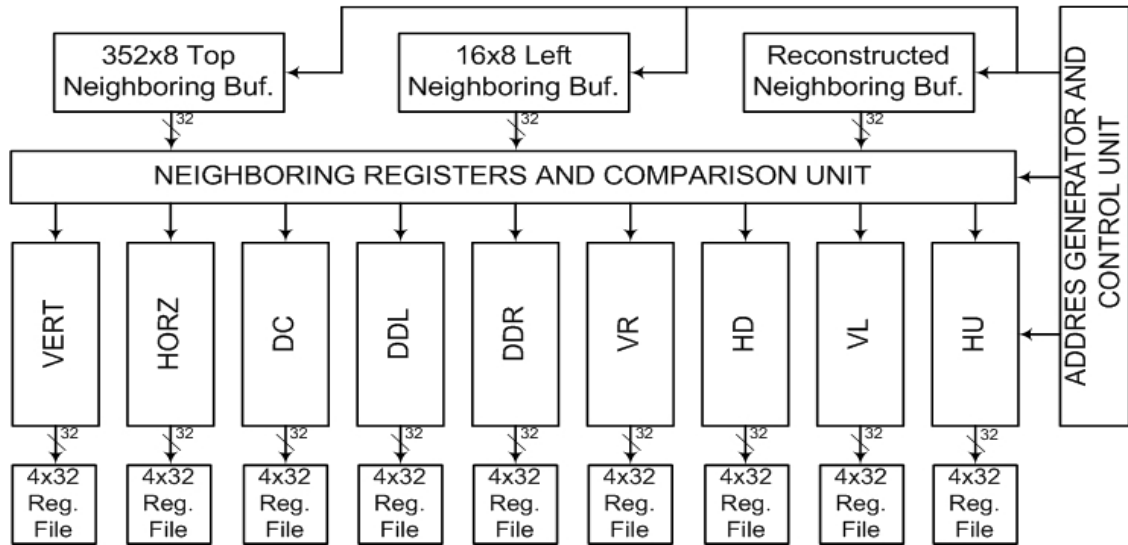 352x8 Top
Neighboring Buf.
16x8 Left
Neighboring Buf.
Reconstructed
Neighboring Buf.
32
32
32
NEIGHBORING REGISTERS AND COMPARISON UNIT
VERT
HORZ
DC
DDL
DDR
VR
HD
VL
HU
32
32
32
32
32
32
32
32
32
4x32
Reg.
File
4x32
Reg.
File
4x32
Reg.
File
4x32
Reg.
File
4x32
Reg.
File
4x32
Reg.
File
4x32
Reg.
File
4x32
Reg.
File
4x32
Reg.
File
ADDRES GENERATOR AND
CONTROL UNIT